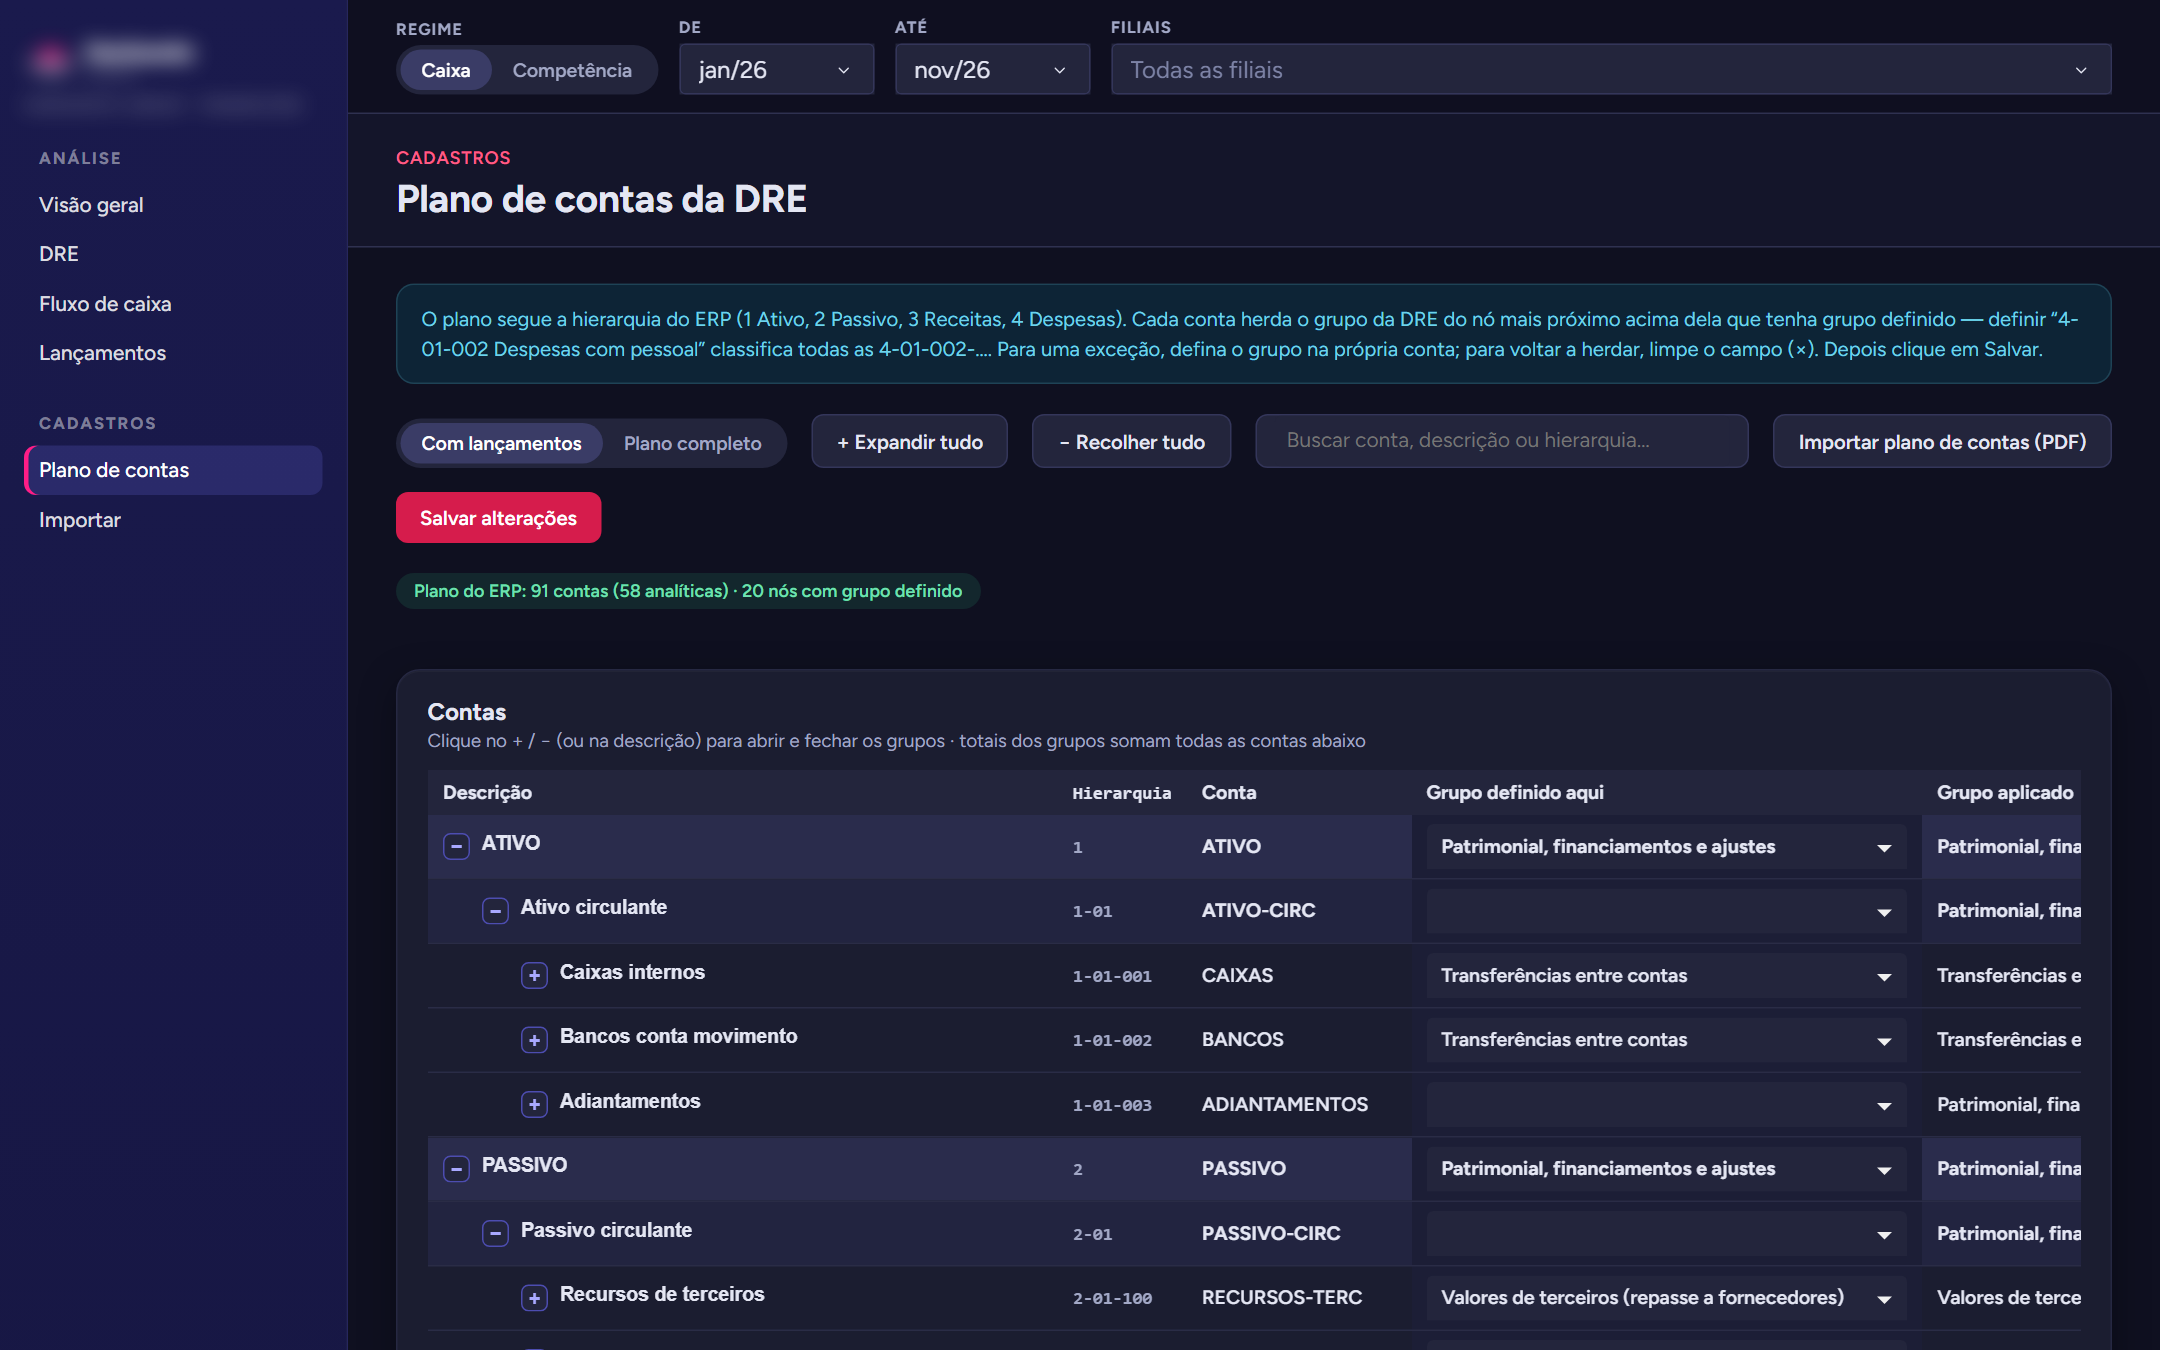 REGIME
Caixa
Competência
DE
jan/26
ATÉ
nov/26
FILIAIS
Todas as filiais
ANÁLISE
Visão geral
DRE
Fluxo de caixa
Lançamentos
CADASTROS
Plano de contas
Importar
CADASTROS
Plano de contas da DRE
O plano segue a hierarquia do ERP (1 Ativo, 2 Passivo, 3 Receitas, 4 Despesas). Cada conta herda o grupo da DRE do nó mais próximo acima dela que tenha grupo definido — definir “4-
01-002 Despesas com pessoal” classifica todas as 4-01-002-…. Para uma exceção, defina o grupo na própria conta; para voltar a herdar, limpe o campo (×). Depois clique em Salvar.
Com lançamentos
Plano completo
+ Expandir tudo
− Recolher tudo
Buscar conta, descrição ou hierarquia…
Importar plano de contas (PDF)
Salvar alterações
Plano do ERP: 91 contas (58 analíticas) · 20 nós com grupo definido
Contas
Clique no + / − (ou na descrição) para abrir e fechar os grupos · totais dos grupos somam todas as contas abaixo
Descrição Hierarquia Conta Grupo definido aqui Grupo aplicado
− ATIVO 1 ATIVO Patrimonial, financiamentos e ajustes Patrimonial, fina
− Ativo circulante 1-01 ATIVO-CIRC Patrimonial, fina
+ Caixas internos 1-01-001 CAIXAS Transferências entre contas Transferências e
+ Bancos conta movimento 1-01-002 BANCOS Transferências entre contas Transferências e
+ Adiantamentos 1-01-003 ADIANTAMENTOS Patrimonial, fina
− PASSIVO 2 PASSIVO Patrimonial, financiamentos e ajustes Patrimonial, fina
− Passivo circulante 2-01 PASSIVO-CIRC Patrimonial, fina
+ Recursos de terceiros 2-01-100 RECURSOS-TERC Valores de terceiros (repasse a fornecedores) Valores de terce